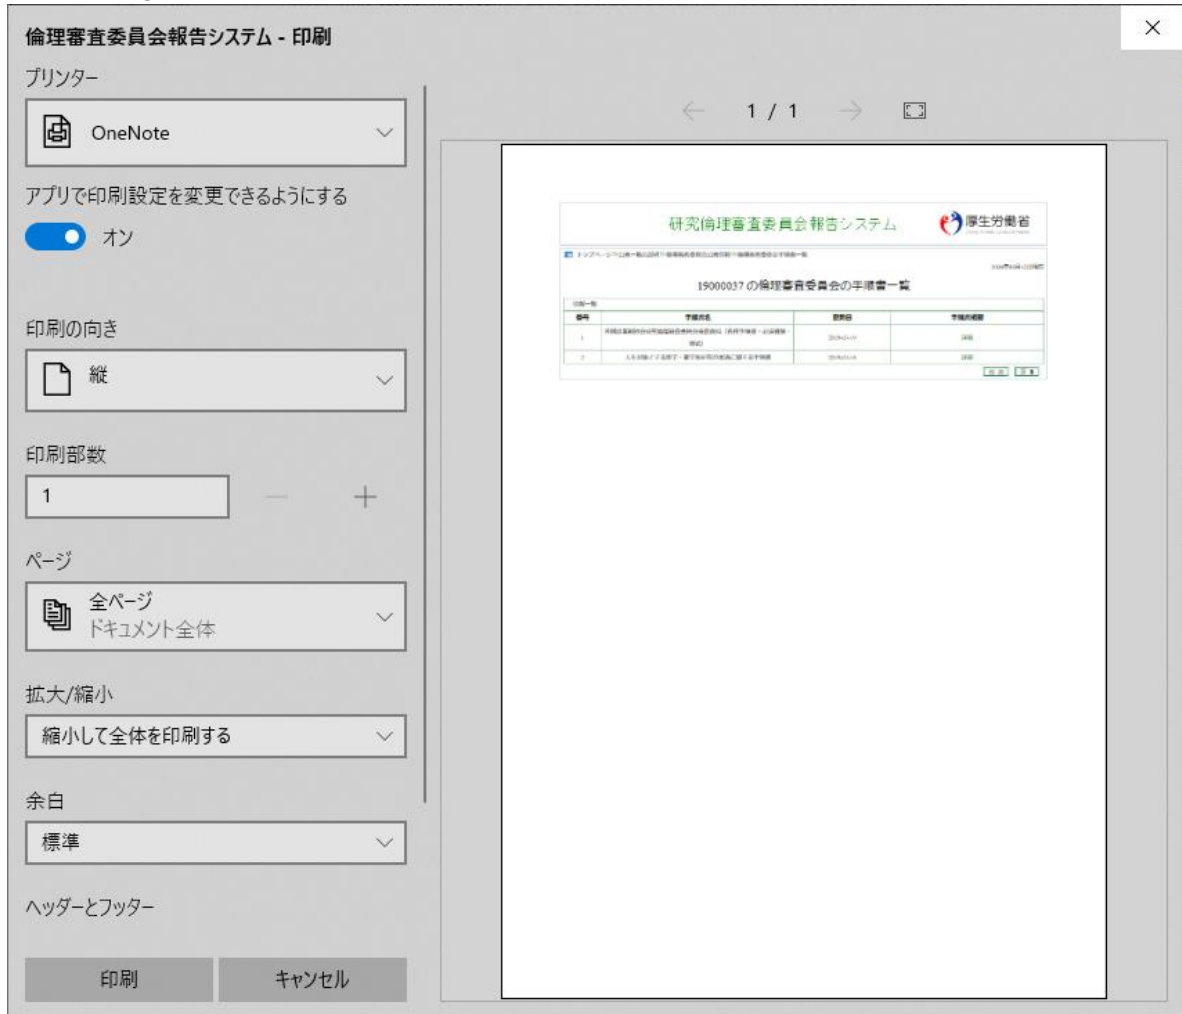 倫理審査委員会報告システム - 印刷
プリンター
OneNote
アプリで印刷設定を変更できるようにする
オン
印刷の向き
縦
印刷部数
1
ページ
全ページ
ドキュメント全体
拡大/縮小
縮小して全体を印刷する
余白
標準
ヘッダーとフッター
印刷 キャンセル
1 / 1
研究倫理審査委員会報告システム 厚生労働省
19000037 の倫理審査委員会の手順書一覧
番号 手順書名 更新日 手順書概要
1
2